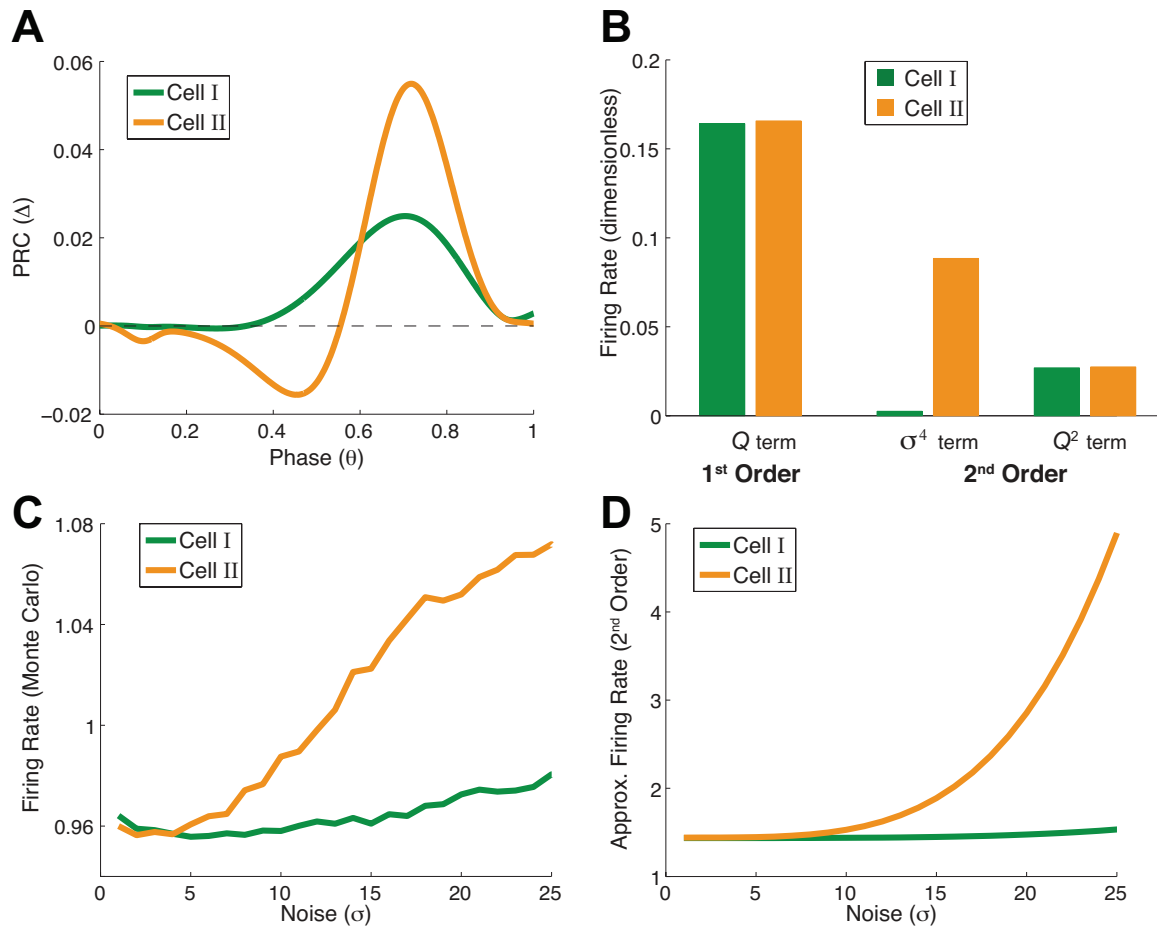 A
0.06
0.04
0.02
0
−0.02
PRC (Δ)
Cell I
Cell II
0
0.2
0.4
0.6
0.8
1
Phase (θ)
B
0.2
0.15
0.1
0.05
0
Firing Rate (dimensionless)
Cell I
Cell II
Q term
σ⁴ term
Q² term
1ˢᵗ Order
2ⁿᵈ Order
C
1.08
1.04
1
0.96
Firing Rate (Monte Carlo)
Cell I
Cell II
0
5
10
15
20
25
Noise (σ)
D
5
4
3
2
1
Approx. Firing Rate (2ⁿᵈ Order)
Cell I
Cell II
0
5
10
15
20
25
Noise (σ)